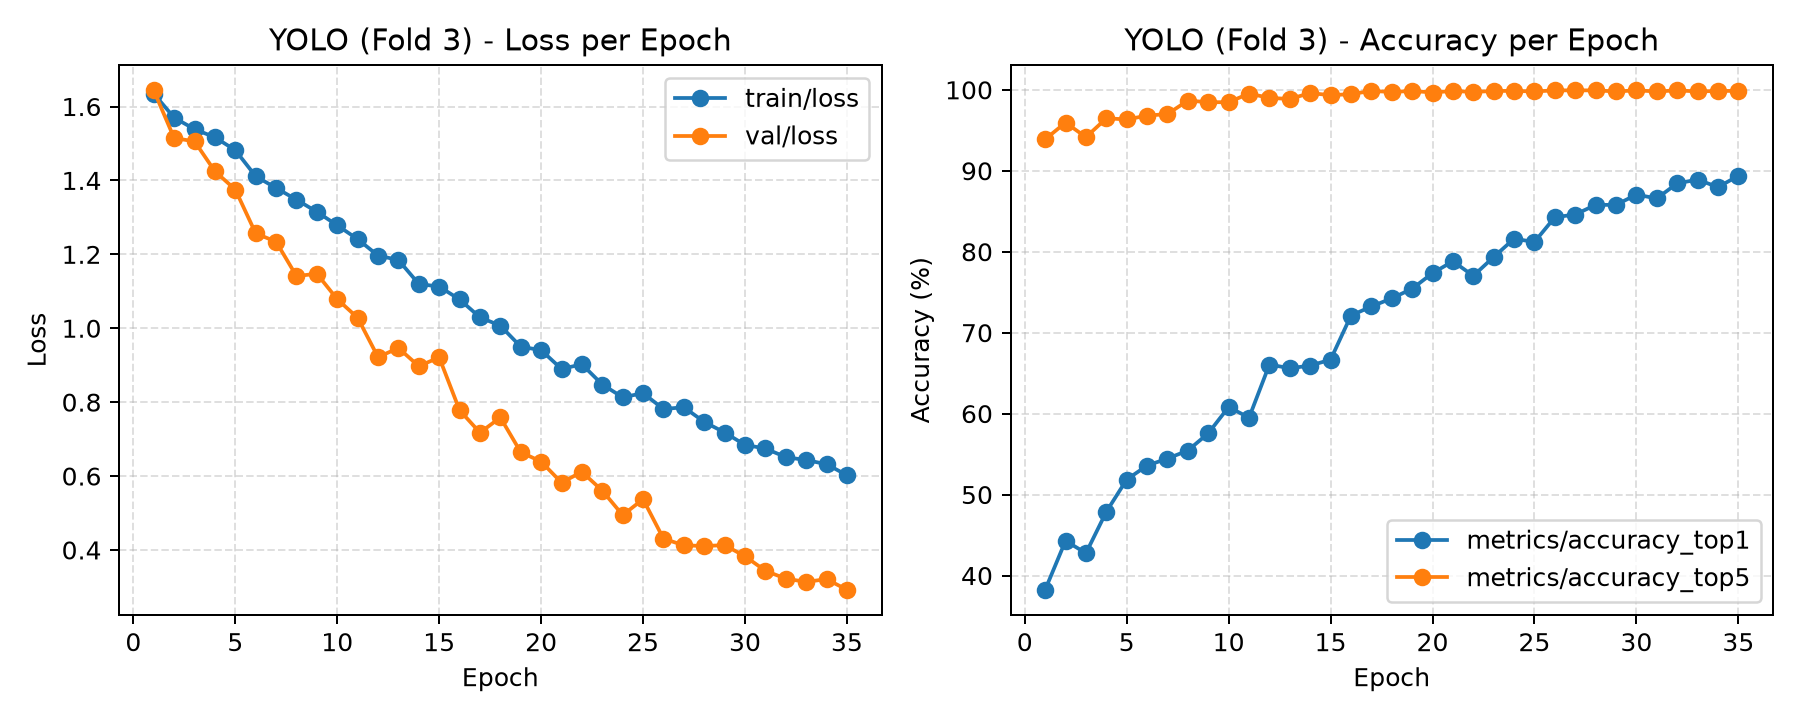 YOLO (Fold 3) - Loss per Epoch
train/loss
val/loss
1.6
1.4
1.2
1.0
0.8
0.6
0.4
Loss
0 5 10 15 20 25 30 35
Epoch
YOLO (Fold 3) - Accuracy per Epoch
100
90
80
70
60
50
40
Accuracy (%)
metrics/accuracy_top1
metrics/accuracy_top5
0 5 10 15 20 25 30 35
Epoch